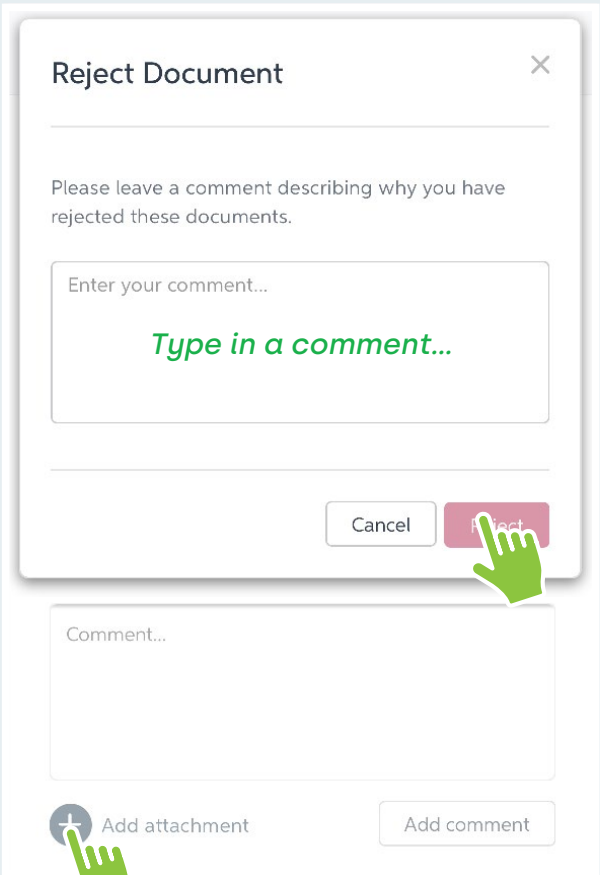 Reject Document
Please leave a comment describing why you have
rejected these documents.
Enter your comment...
Type in a comment...
Cancel
Reject
Comment...
Add attachment
Add comment